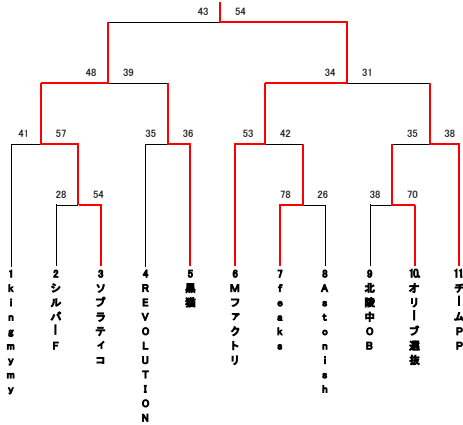 43 54
48 39 34 31
41 57 35 36 53 42 35 38
28 54 78 26 38 70
1 kingmymy
2 シルバーF
3 ソプラティコ
4 REVOLUTION
5 黒猫
6 Mファクトリ
7 feaks
8 Astonish
9 北陵中OB
10. オリーブ選抜
11 チームPP